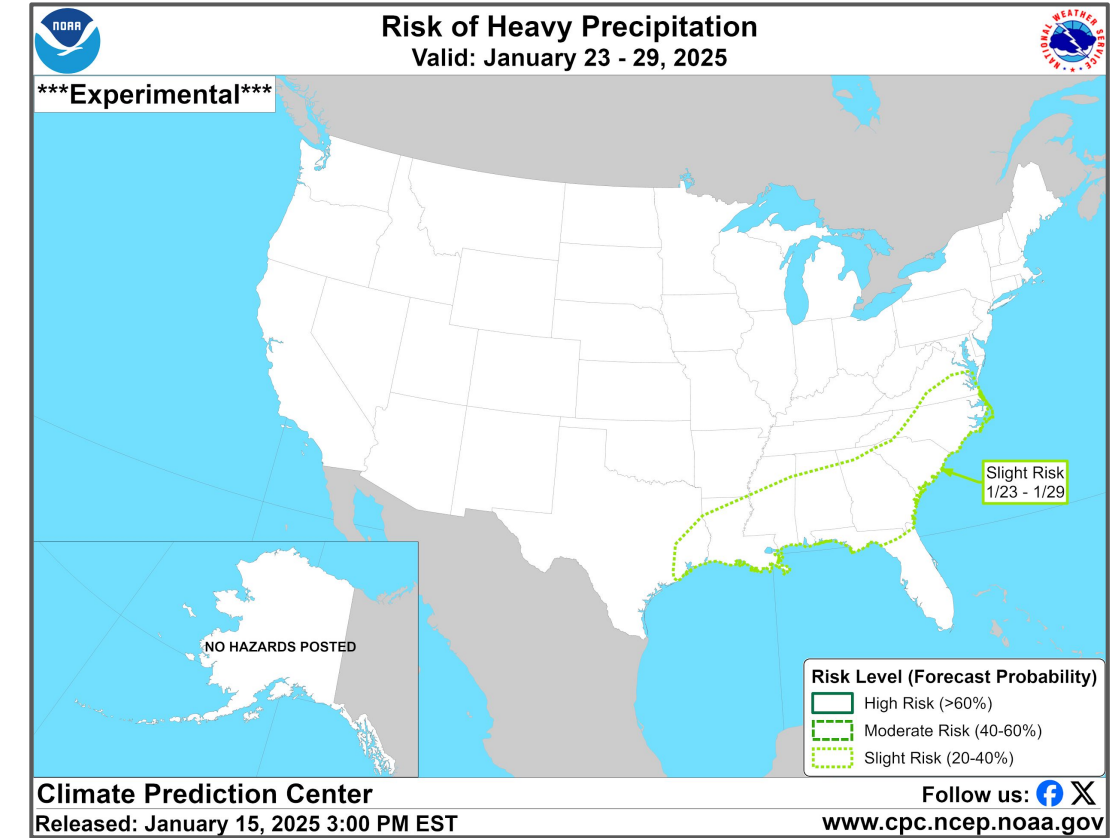 NOAA
Risk of Heavy Precipitation
Valid: January 23 - 29, 2025
NATIONAL WEATHER SERVICE
***Experimental***
Slight Risk
1/23 - 1/29
NO HAZARDS POSTED
Risk Level (Forecast Probability)
High Risk (>60%)
Moderate Risk (40-60%)
Slight Risk (20-40%)
Climate Prediction Center
Follow us:
Released: January 15, 2025 3:00 PM EST
www.cpc.ncep.noaa.gov